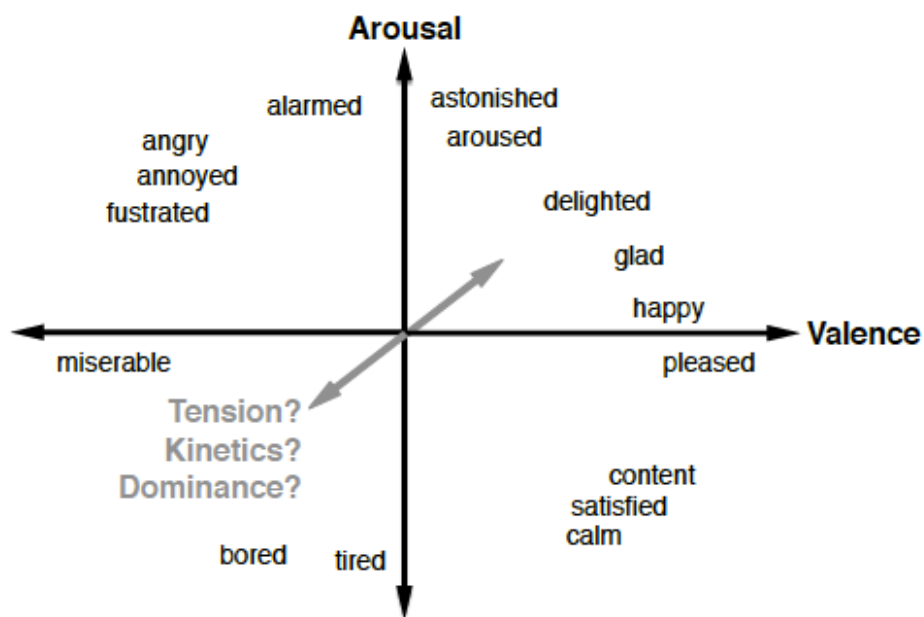 Arousal
alarmed
astonished
aroused
angry
annoyed
fustrated
delighted
glad
happy
Valence
miserable
pleased
Tension?
Kinetics?
Dominance?
content
satisfied
calm
bored
tired